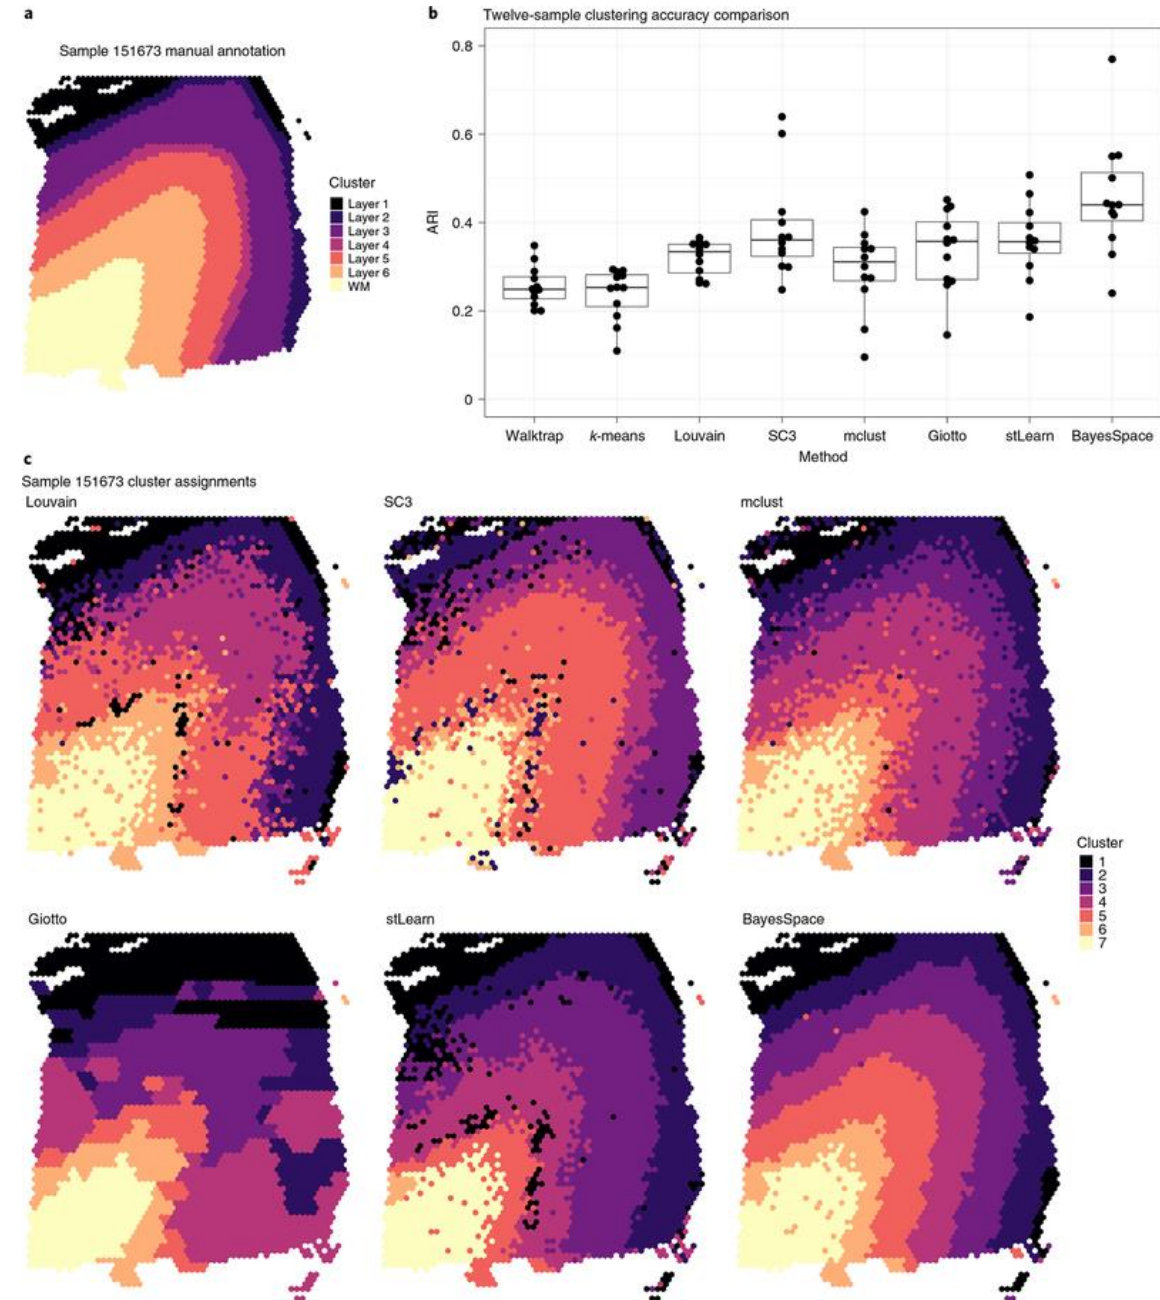 a
Sample 151673 manual annotation
Cluster
Layer 1
Layer 2
Layer 3
Layer 4
Layer 5
Layer 6
WM
b
Twelve-sample clustering accuracy comparison
0.8
0.6
0.4
0.2
0
ARI
Walktrap k-means Louvain SC3 mclust Giotto stLearn BayesSpace
Method
c
Sample 151673 cluster assignments
Louvain SC3 mclust
Cluster
1
2
3
4
5
6
7
Giotto stLearn BayesSpace